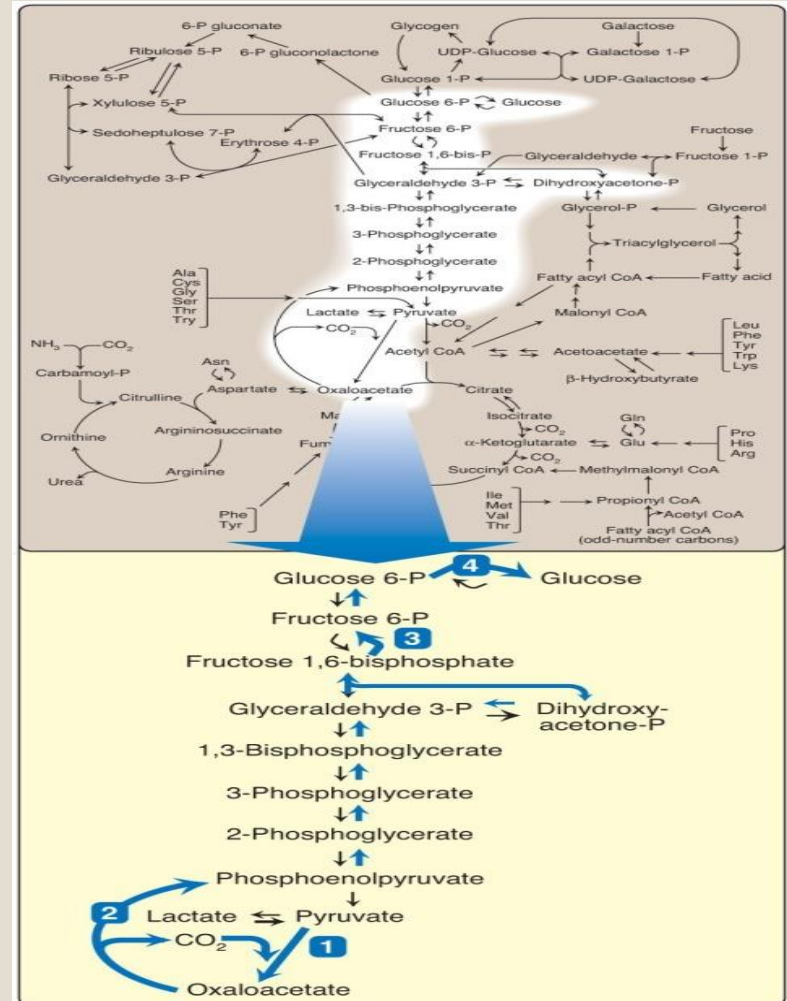 6-P gluconate
Glycogen
Galactose
Ribulose 5-P
6-P gluconolactone
UDP-Glucose
Galactose 1-P
Ribose 5-P
Glucose 1-P
UDP-Galactose
Xylulose 5-P
Glucose 6-P
Glucose
Sedoheptulose 7-P
Erythrose 4-P
Fructose 6-P
Fructose
Fructose 1,6-bis-P
Glyceraldehyde
Fructose 1-P
Glyceraldehyde 3-P
Glyceraldehyde 3-P
Dihydroxyacetone-P
1,3-bis-Phosphoglycerate
Glycerol-P
Glycerol
3-Phosphoglycerate
Triacylglycerol
2-Phosphoglycerate
Ala
Cys
Gly
Ser
Thr
Try
Fatty acyl CoA
Fatty acid
Phosphoenolpyruvate
Lactate
Pyruvate
Malonyl CoA
CO2
CO2
Leu
Phe
Tyr
Trp
Lys
NH3
CO2
Acetyl CoA
Acetoacetate
Carbamoyl-P
Asn
β-Hydroxybutyrate
Citrulline
Aspartate
Oxaloacetate
Citrate
Ma
Isocitrate
CO2
Gln
Ornithine
Argininosuccinate
Fum
α-Ketoglutarate
Glu
Pro
His
Arg
CO2
Arginine
Urea
Succinyl CoA
Methylmalonyl CoA
Phe
Tyr
Ile
Met
Val
Thr
Propionyl CoA
Acetyl CoA
Fatty acyl CoA
(odd-number carbons)
Glucose 6-P
4
Glucose
Fructose 6-P
3
Fructose 1,6-bisphosphate
Glyceraldehyde 3-P
Dihydroxy-
acetone-P
1,3-Bisphosphoglycerate
3-Phosphoglycerate
2-Phosphoglycerate
Phosphoenolpyruvate
2
Lactate
Pyruvate
CO2
1
Oxaloacetate